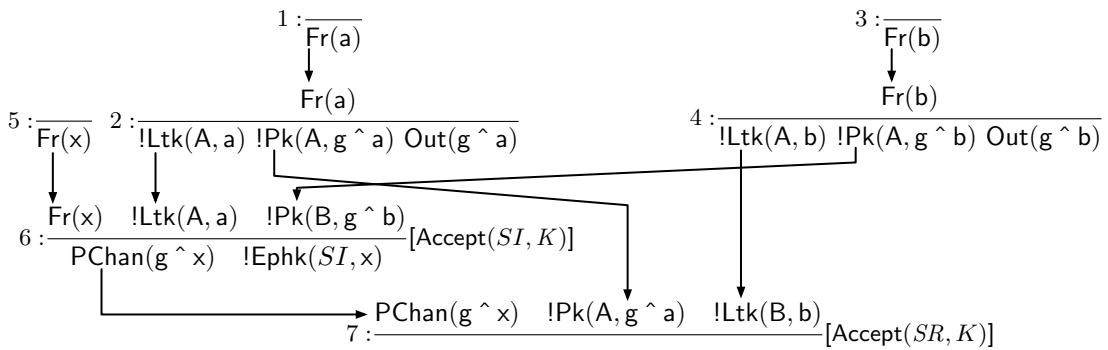 1 : 3 :
Fr(a) Fr(b)
Fr(a) Fr(b)
5 : 2 : 4 :
Fr(x) !Ltk(A, a) !Pk(A, g ^ a) Out(g ^ a) !Ltk(A, b) !Pk(A, g ^ b) Out(g ^ b)
Fr(x) !Ltk(A, a) !Pk(B, g ^ b)
6 : [Accept(SI, K)]
PChan(g ^ x) !Ephk(SI, x)
PChan(g ^ x) !Pk(A, g ^ a) !Ltk(B, b)
7 : [Accept(SR, K)]